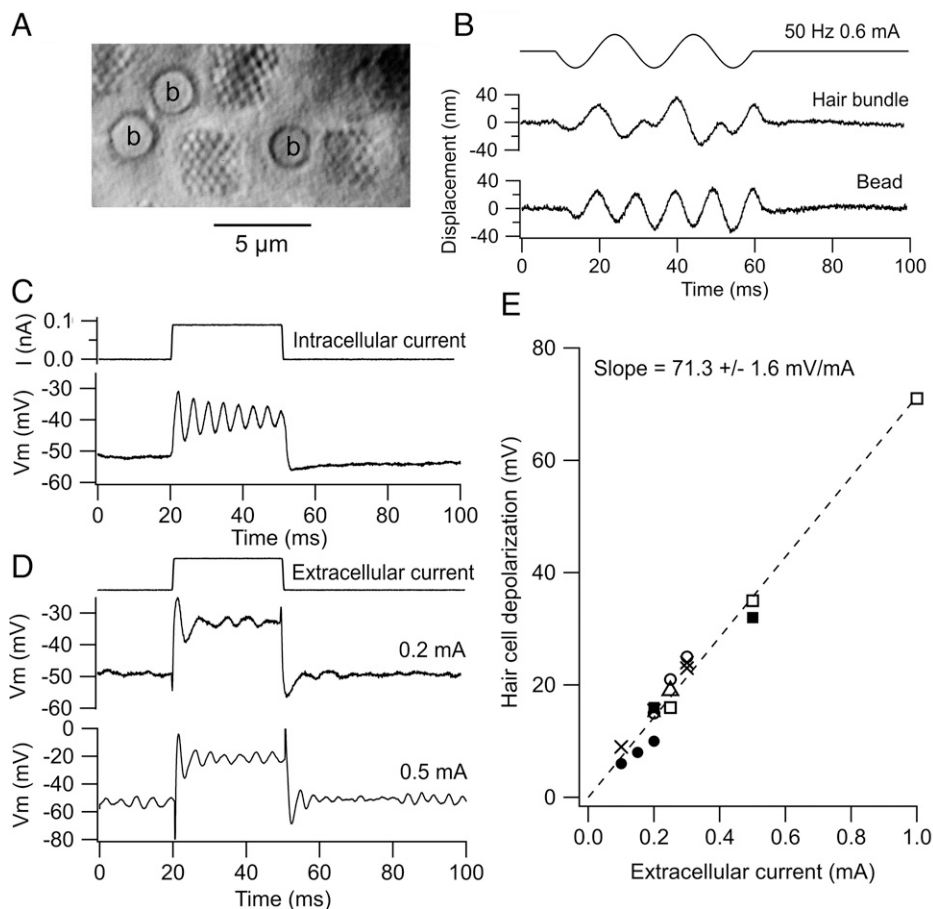 A
b
b
b
5 µm
B
50 Hz 0.6 mA
Hair bundle
Bead
Displacement (nm)
40
0
-40
40
0
-40
0 20 40 60 80 100
Time (ms)
C
Intracellular current
I (nA)
0.1
0.0
Vm (mV)
-30
-40
-50
-60
0 20 40 60 80 100
Time (ms)
D
Extracellular current
Vm (mV)
-30
-40
-50
-60
0.2 mA
Vm (mV)
0
-20
-40
-60
-80
0.5 mA
0 20 40 60 80 100
Time (ms)
E
Slope = 71.3 +/- 1.6 mV/mA
Hair cell depolarization (mV)
80
60
40
20
0
0.0 0.2 0.4 0.6 0.8 1.0
Extracellular current (mA)